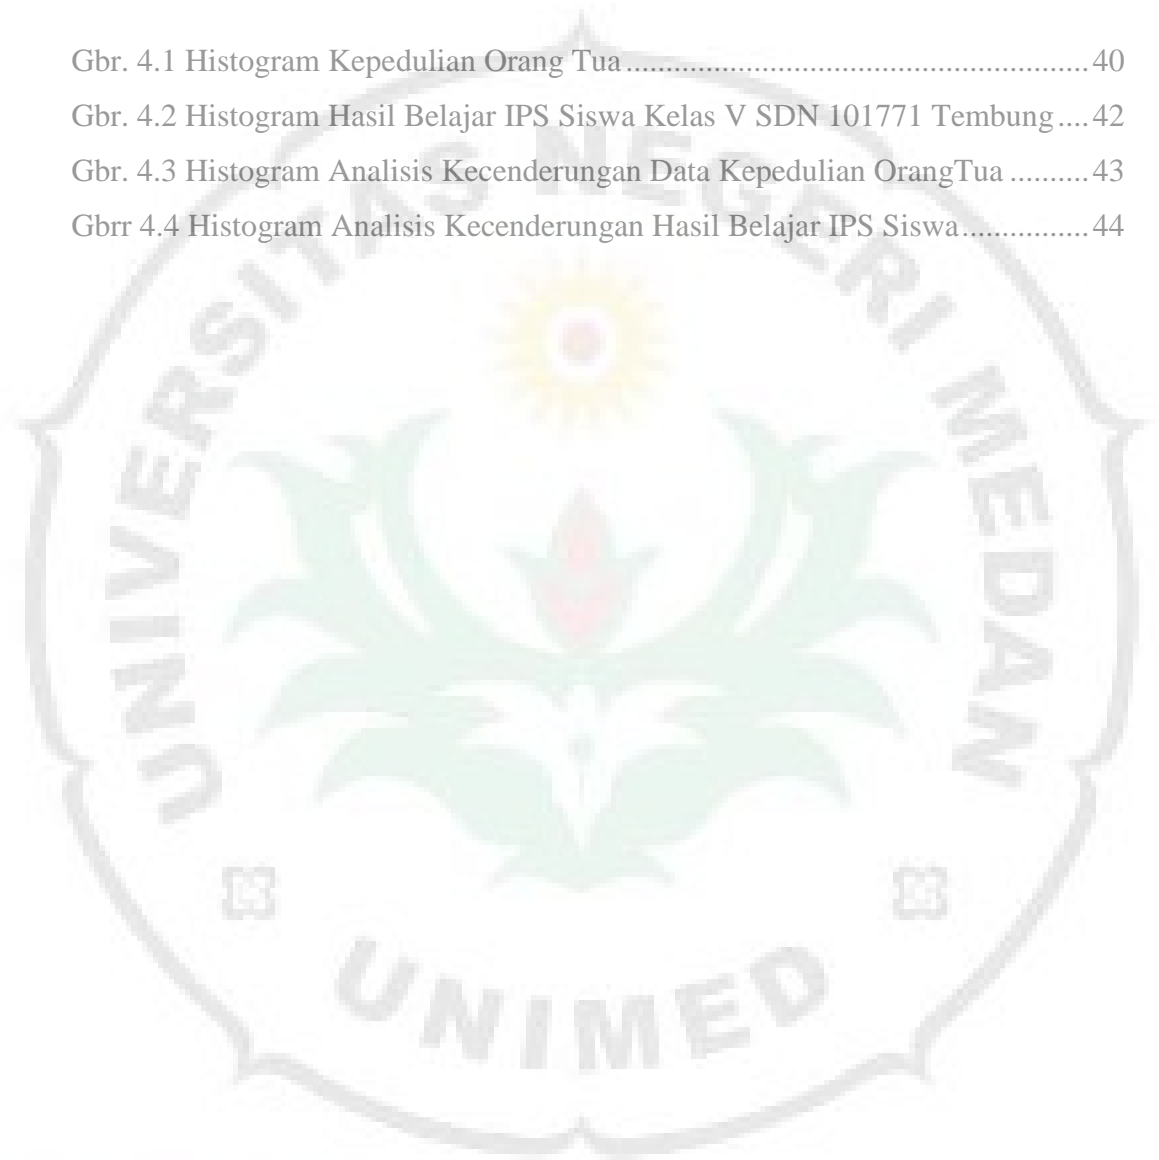 Gbr. 4.1 Histogram Kepedulian Orang Tua.........................................................40
Gbr. 4.2 Histogram Hasil Belajar IPS Siswa Kelas V SDN 101771 Tembung....42
Gbr. 4.3 Histogram Analisis Kecenderungan Data Kepedulian OrangTua ..........43
Gbrr 4.4 Histogram Analisis Kecenderungan Hasil Belajar IPS Siswa................44
UNIVERSITAS NEGERI MEDAN
UNIMED